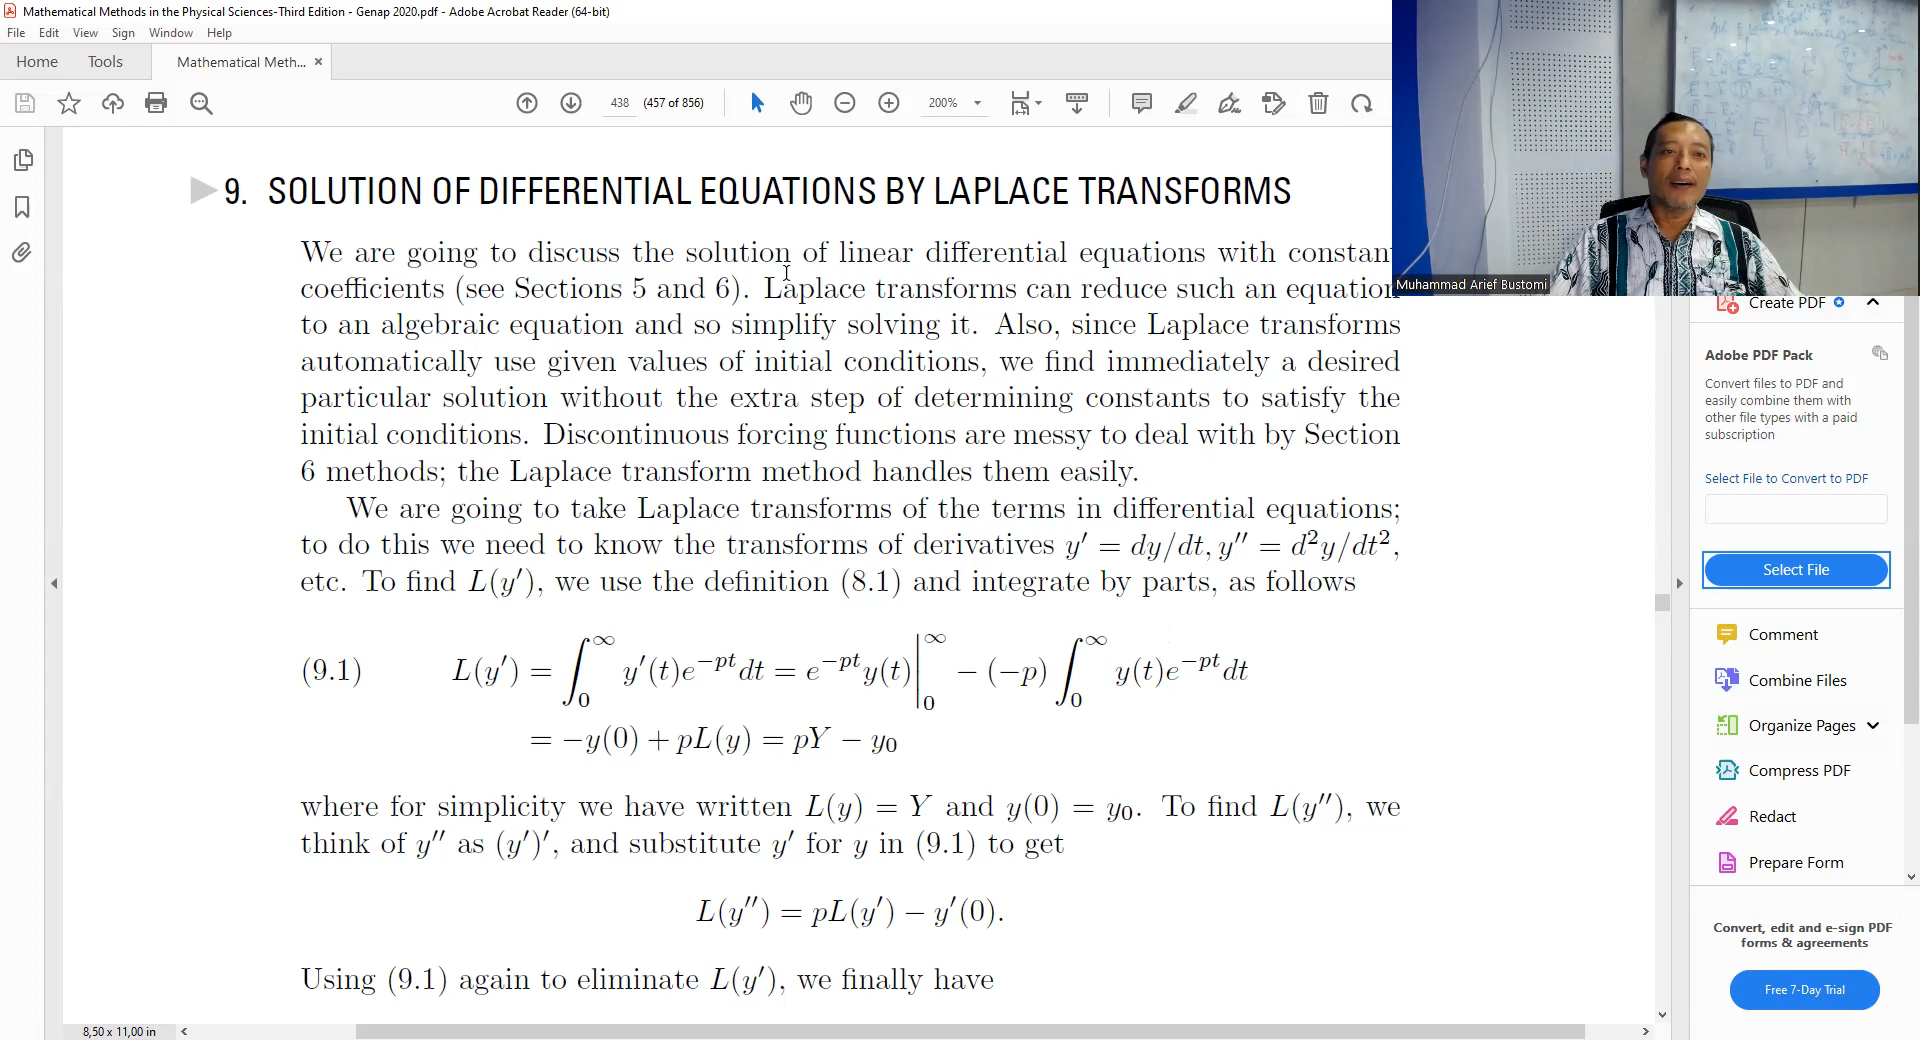 Mathematical Methods in the Physical Sciences-Third Edition - Genap 2020.pdf - Adobe Acrobat Reader (64-bit)
File Edit View Sign Window Help
Home Tools Mathematical Meth... ×
438 (457 of 856) 200%
9. SOLUTION OF DIFFERENTIAL EQUATIONS BY LAPLACE TRANSFORMS
We are going to discuss the solution of linear differential equations with constant
coefficients (see Sections 5 and 6). Laplace transforms can reduce such an equation
to an algebraic equation and so simplify solving it. Also, since Laplace transforms
automatically use given values of initial conditions, we find immediately a desired
particular solution without the extra step of determining constants to satisfy the
initial conditions. Discontinuous forcing functions are messy to deal with by Section
6 methods; the Laplace transform method handles them easily.
We are going to take Laplace transforms of the terms in differential equations;
to do this we need to know the transforms of derivatives y′ = dy/dt, y″ = d²y/dt²,
etc. To find L(y′), we use the definition (8.1) and integrate by parts, as follows
(9.1) L(y′) = ∫₀^∞ y′(t)e^{−pt}dt = e^{−pt}y(t)|₀^∞ − (−p) ∫₀^∞ y(t)e^{−pt}dt
= −y(0) + pL(y) = pY − y₀
where for simplicity we have written L(y) = Y and y(0) = y₀. To find L(y″), we
think of y″ as (y′)′, and substitute y′ for y in (9.1) to get
L(y″) = pL(y′) − y′(0).
Using (9.1) again to eliminate L(y′), we finally have
8,50 x 11,00 in
Muhammad Arief Bustomi
Create PDF
Adobe PDF Pack
Convert files to PDF and
easily combine them with
other file types with a paid
subscription
Select File to Convert to PDF
Select File
Comment
Combine Files
Organize Pages
Compress PDF
Redact
Prepare Form
Convert, edit and e-sign PDF
forms & agreements
Free 7-Day Trial